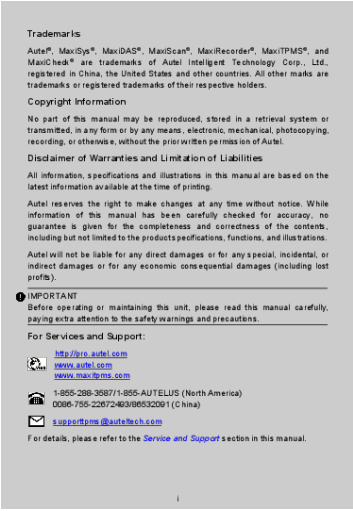 Trademarks
Autel®, MaxiSys®, MaxiDAS®, MaxiScan®, MaxiRecorder®, MaxiTPMS®, and
MaxiCheck® are trademarks of Autel Intelligent Technology Corp., Ltd.,
registered in China, the United States and other countries. All other marks are
trademarks or registered trademarks of their respective holders.
Copyright Information
No part of this manual may be reproduced, stored in a retrieval system or
transmitted, in any form or by any means, electronic, mechanical, photocopying,
recording, or otherwise, without the prior written permission of Autel.
Disclaimer of Warranties and Limitation of Liabilities
All information, specifications and illustrations in this manual are based on the
latest information available at the time of printing.
Autel reserves the right to make changes at any time without notice. While
information of this manual has been carefully checked for accuracy, no
guarantee is given for the completeness and correctness of the contents,
including but not limited to the product specifications, functions, and illustrations.
Autel will not be liable for any direct damages or for any special, incidental, or
indirect damages or for any economic consequential damages (including lost
profits).
IMPORTANT
Before operating or maintaining this unit, please read this manual carefully,
paying extra attention to the safety warnings and precautions.
For Services and Support:
http://pro.autel.com
www.autel.com
www.maxitpms.com
1-855-288-3587/1-855-AUTELUS (North America)
0086-755-22672493/86532091 (China)
supporttpms@auteltech.com
For details, please refer to the Service and Support section in this manual.
i